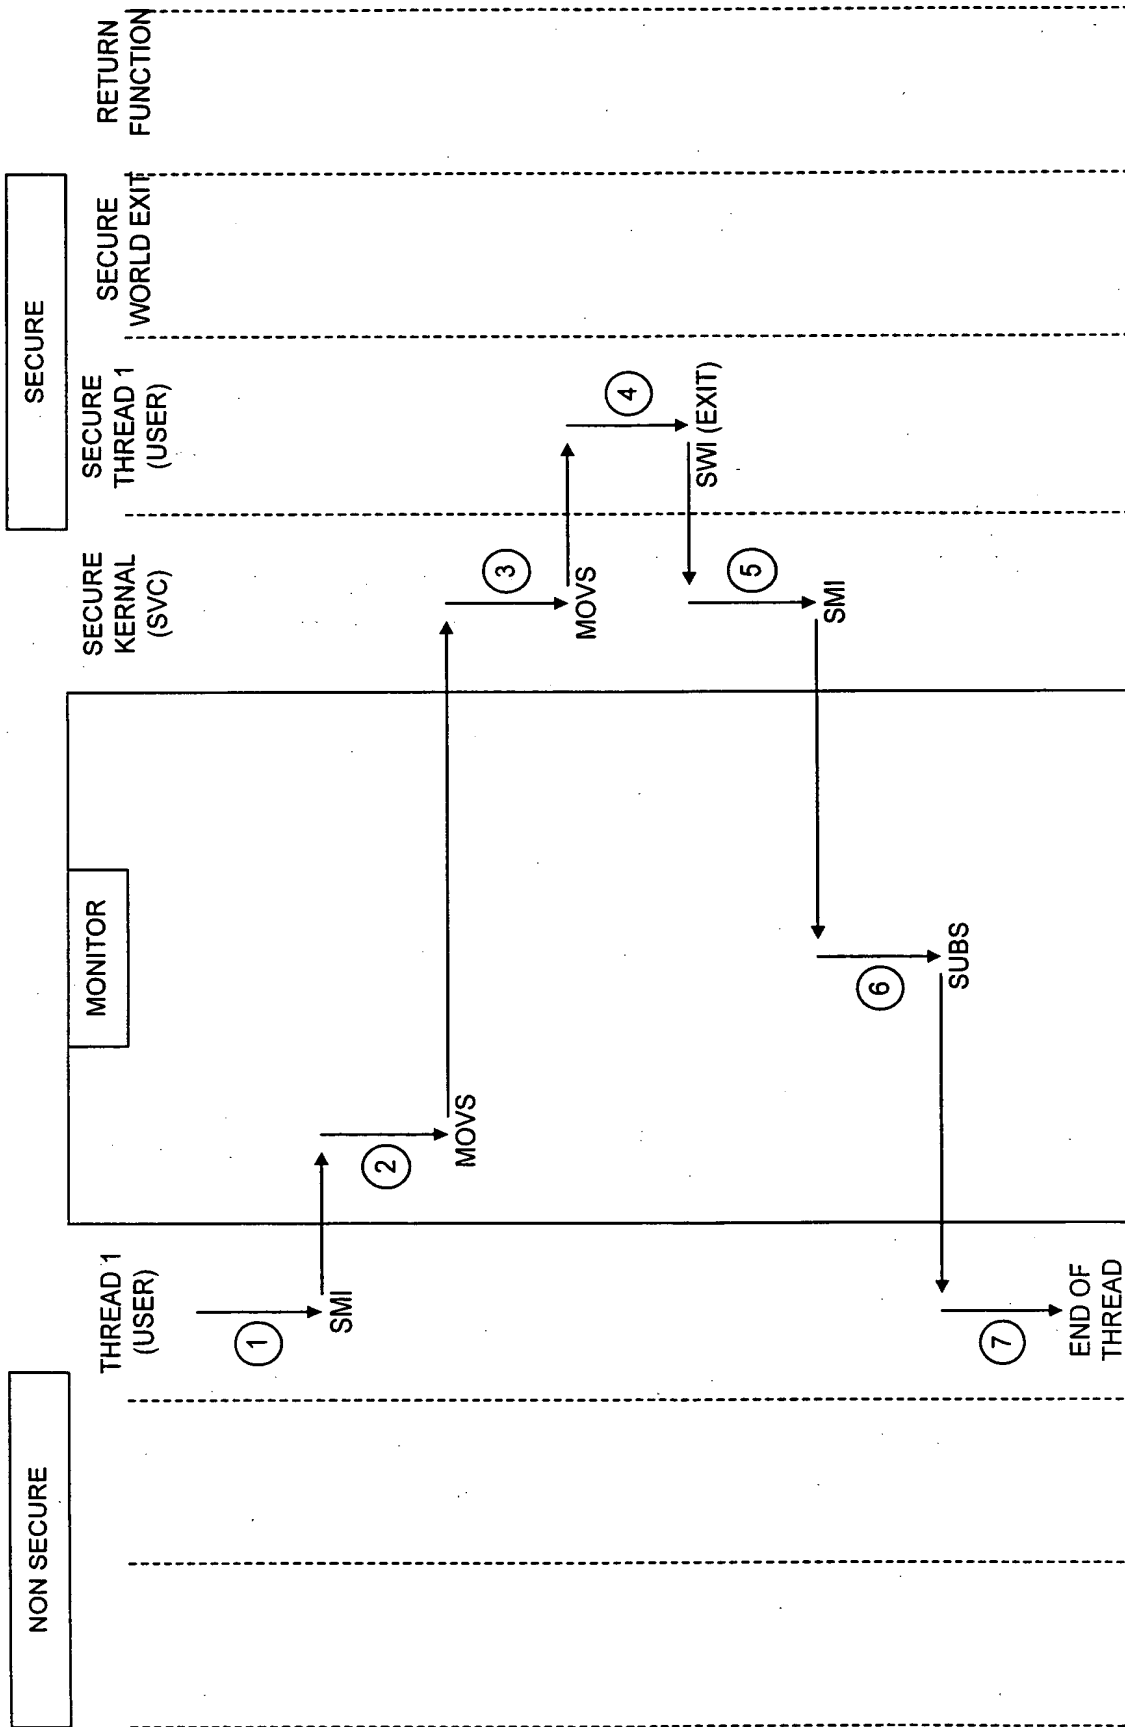 NON SECURE
MONITOR
SECURE
THREAD 1
(USER)
SECURE
KERNAL
(SVC)
SECURE
THREAD 1
(USER)
SECURE
WORLD EXIT
RETURN
FUNCTION
1
SMI
2
MOVS
3
MOVS
4
SWI (EXIT)
5
SMI
6
SUBS
7
END OF
THREAD